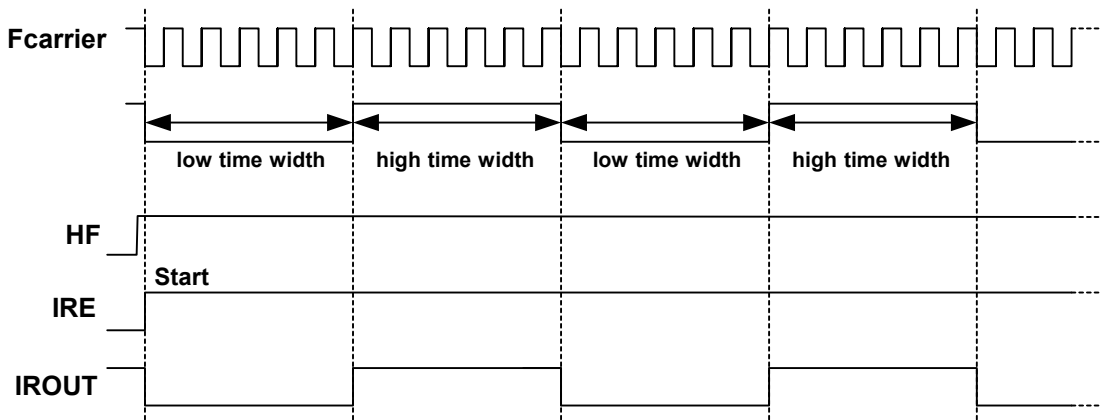 Fcarrier
low time width high time width low time width high time width
HF
Start
IRE
IROUT